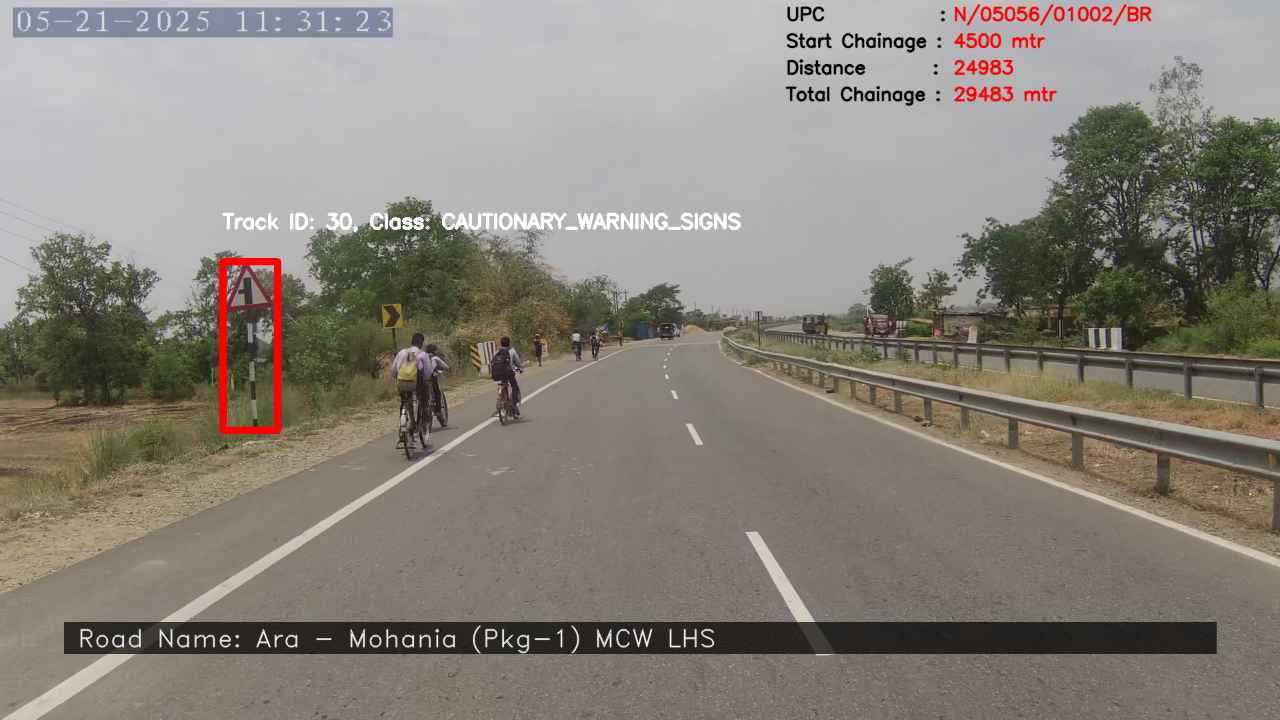 05-21-2025 11:31:23
UPC : N/05056/01002/BR
Start Chainage : 4500 mtr
Distance : 24983
Total Chainage : 29483 mtr
Track ID: 30, Class: CAUTIONARY_WARNING_SIGNS
Road Name: Ara - Mohania (Pkg-1) MCW LHS